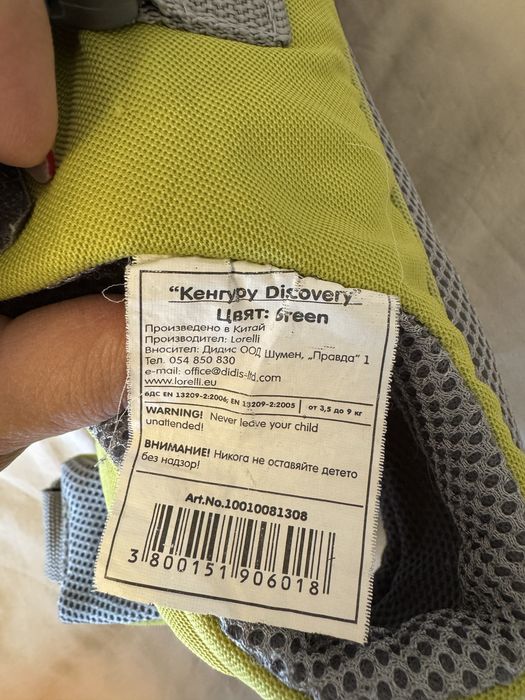 "Кенгуру Discovery"
Цвят: Green
Произведено в Китай
Производител: Lorelli
Вносител: Дидис ООД Шумен, „Правда" 1
Тел. 054 850 830
e-mail: office@didis-ltd.com
www.lorelli.eu
БДС EN 13209-2:2006; EN 13209-2:2005 от 3,5 до 9 кг
WARNING! Never leave your child
unattended!
ВНИМАНИЕ! Никога не оставяйте детето
без надзор!
Art.No.10010081308
3 800151 906018